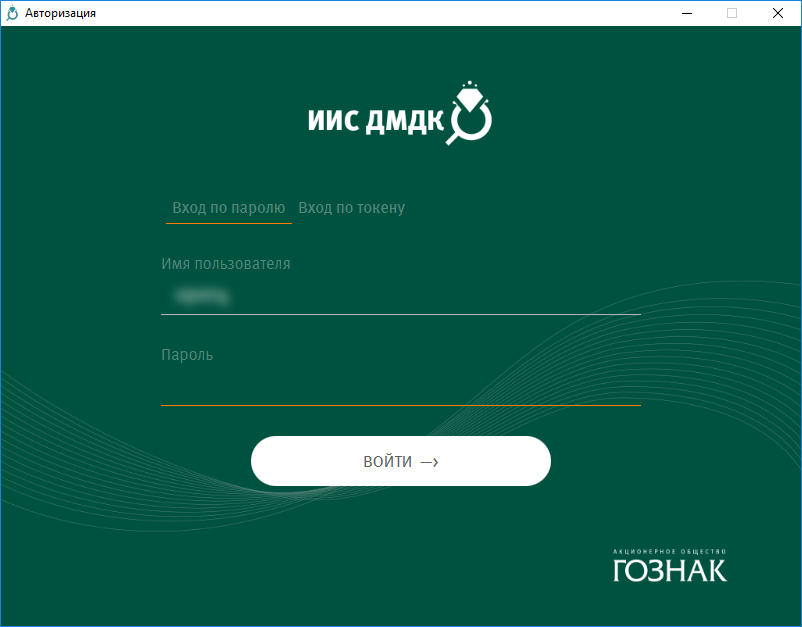 Авторизация
ИИС ДМДК
Вход по паролю Вход по токену
Имя пользователя
Пароль
ВОЙТИ —>
АКЦИОНЕРНОЕ ОБЩЕСТВО
ГОЗНАК